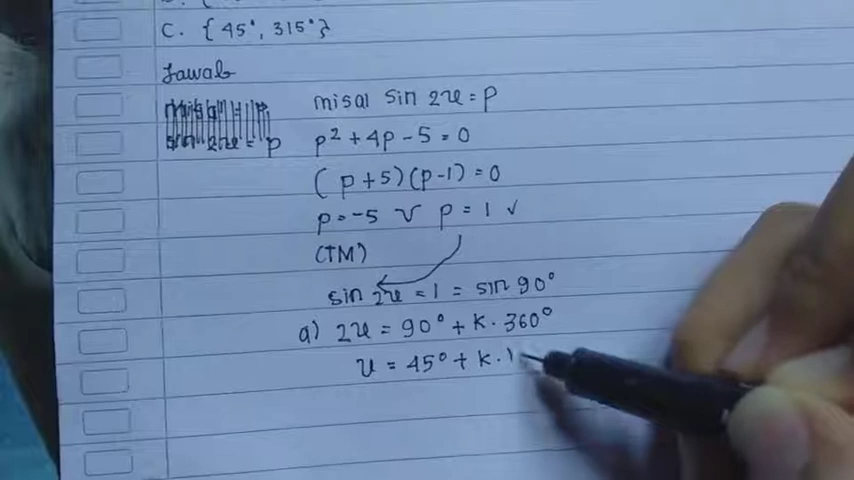 C. {45°, 315°}
Jawab
misal sin 2x = p
p² + 4p - 5 = 0
(p+5)(p-1) = 0
p = -5 ∨ p = 1 ✓
(TM)
sin 2x = 1 = sin 90°
a) 2x = 90° + k. 360°
x = 45° + k. 1